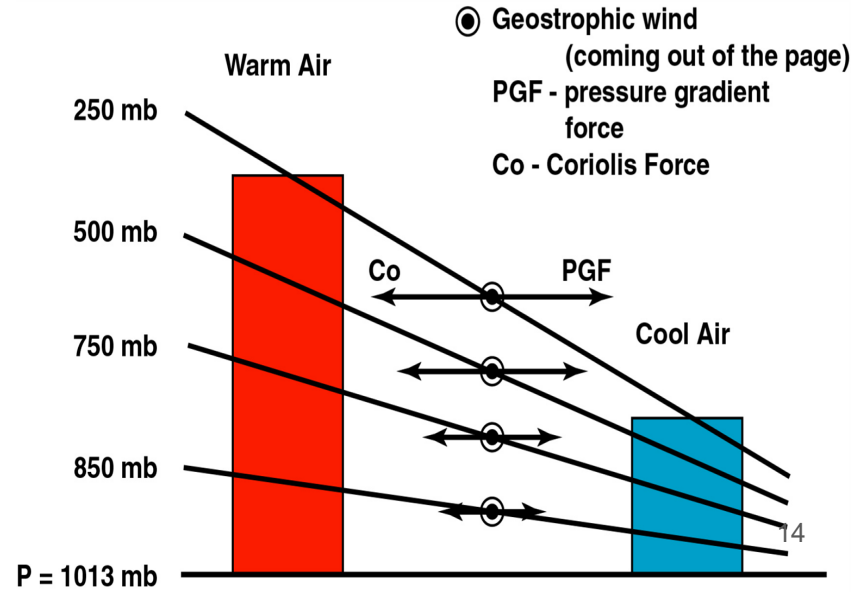 Geostrophic wind
(coming out of the page)
Warm Air
PGF - pressure gradient
force
250 mb
Co - Coriolis Force
500 mb
Co
PGF
Cool Air
750 mb
850 mb
14
P = 1013 mb